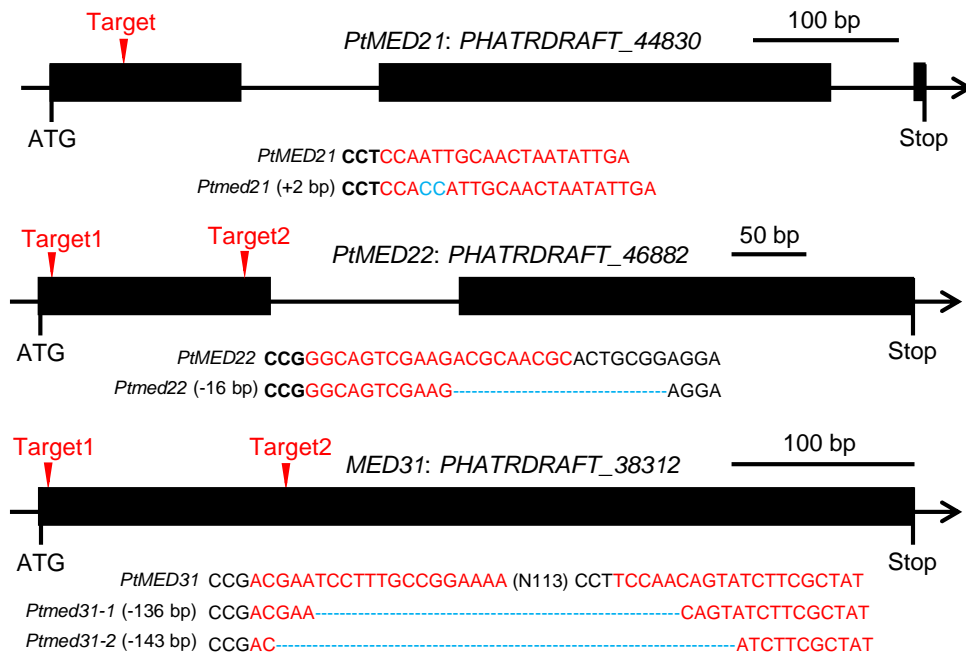 Target
100 bp
PtMED21: PHATRDRAFT_44830
ATG
Stop
PtMED21 CCTCCAATTGCAACTAATATTGA
Ptmed21 (+2 bp) CCTCCACCATTGCAACTAATATTGA
Target1
Target2
50 bp
PtMED22: PHATRDRAFT_46882
ATG
Stop
PtMED22 CCGGGCAGTCGAAGACGCAACGCACTGCGGAGGA
Ptmed22 (-16 bp) CCGGGCAGTCGAAG----------------AGGA
Target1
Target2
100 bp
MED31: PHATRDRAFT_38312
ATG
Stop
PtMED31 CCGACGAATCCTTTGCCGGAAAA (N113) CCTTCCAACAGTATCTTCGCTAT
Ptmed31-1 (-136 bp) CCGACGAA----------------CAGTATCTTCGCTAT
Ptmed31-2 (-143 bp) CCGAC--------------------ATCTTCGCTAT